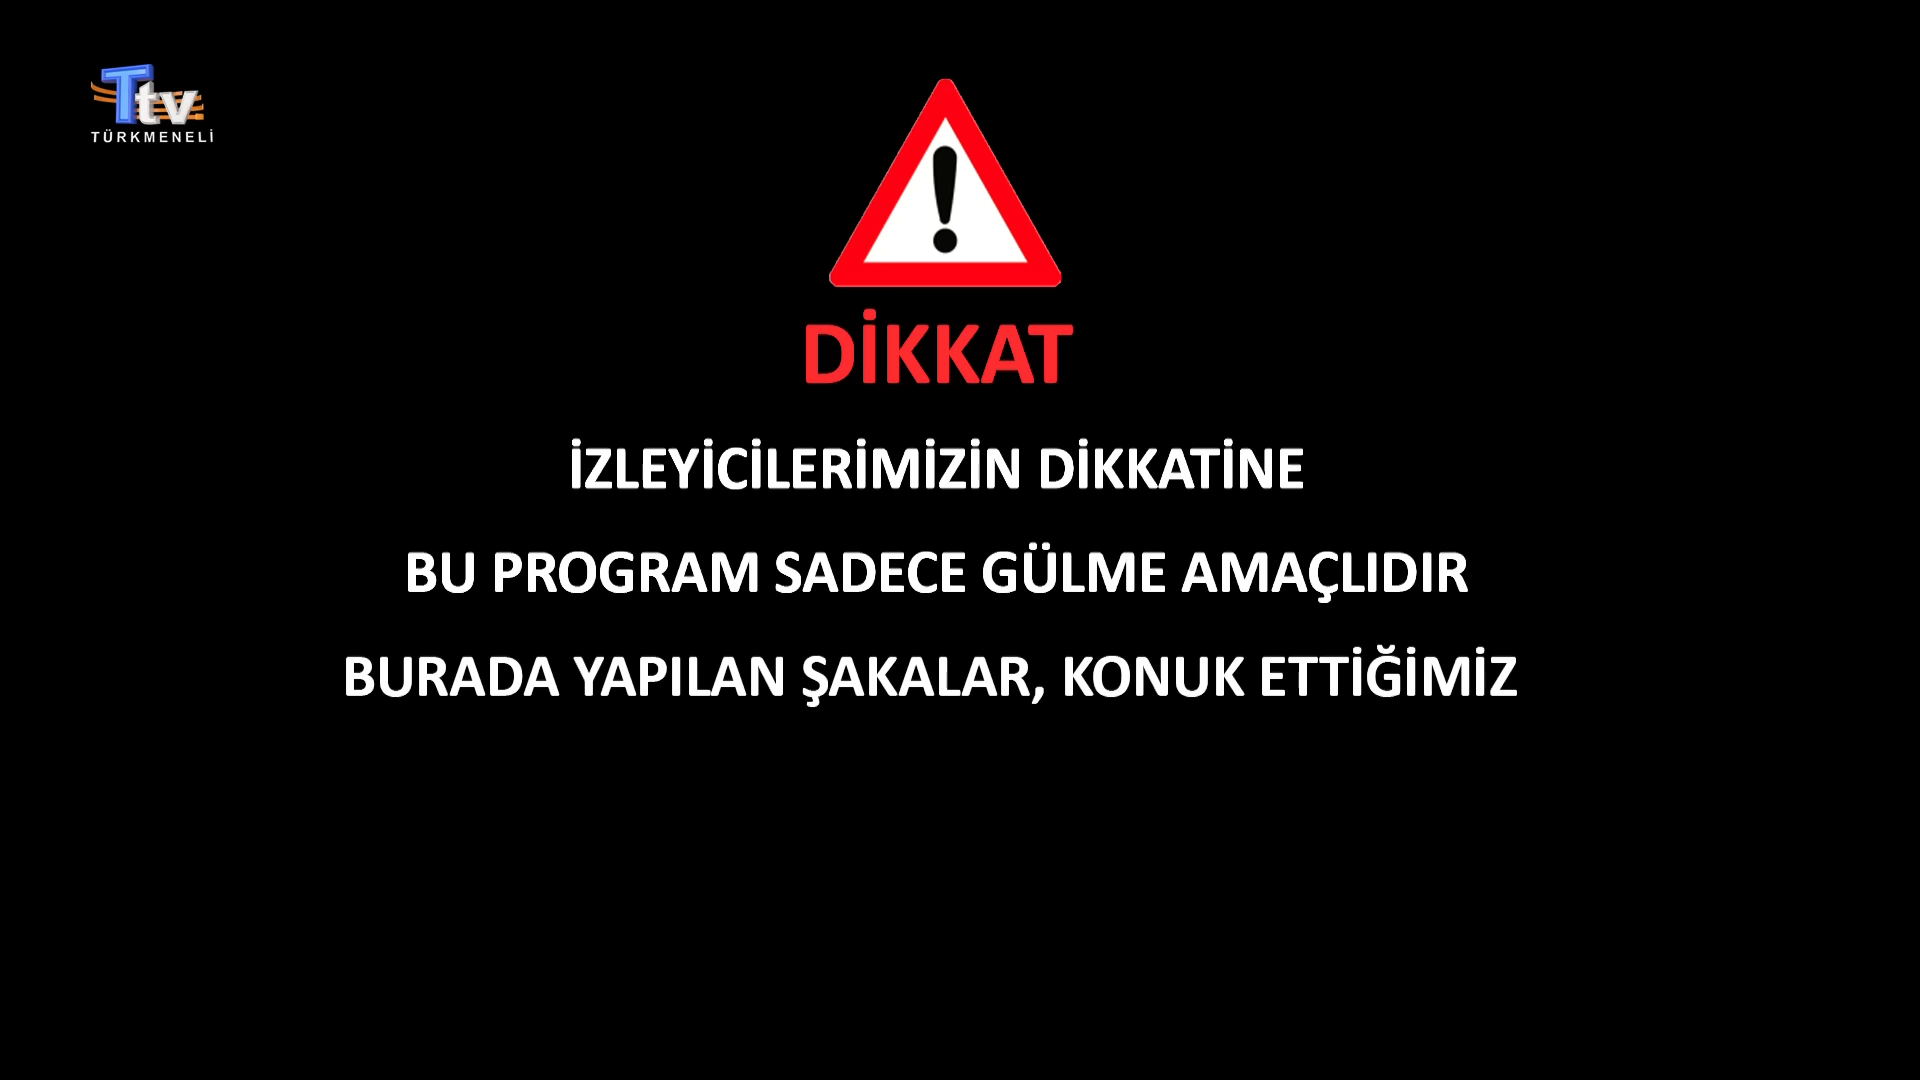 Ttv
TÜRKMENELİ
DİKKAT
İZLEYİCİLERİMİZİN DİKKATİNE
BU PROGRAM SADECE GÜLME AMAÇLIDIR
BURADA YAPILAN ŞAKALAR, KONUK ETTİĞİMİZ